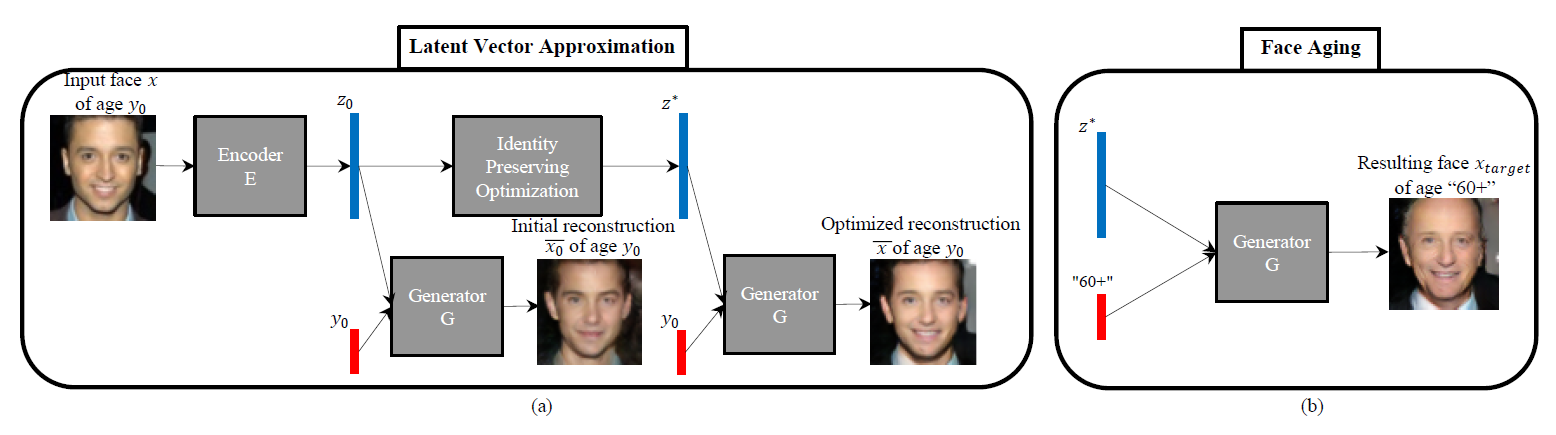 Latent Vector Approximation
Input face x
of age y₀
Encoder
E
z₀
Identity
Preserving
Optimization
z*
Initial reconstruction
x̅₀ of age y₀
Optimized reconstruction
x̅ of age y₀
y₀
Generator
G
y₀
Generator
G
(a)
Face Aging
z*
"60+"
Generator
G
Resulting face xₜₐᵣgₑₜ
of age “60+”
(b)